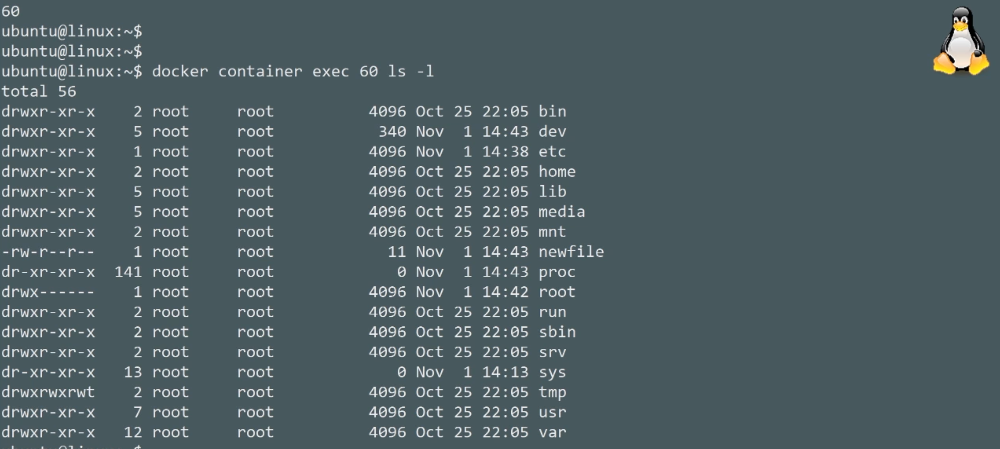 60
ubuntu@linux:~$
ubuntu@linux:~$
ubuntu@linux:~$ docker container exec 60 ls -l
total 56
drwxr-xr-x    2 root     root          4096 Oct 25 22:05 bin
drwxr-xr-x    5 root     root           340 Nov  1 14:43 dev
drwxr-xr-x    1 root     root          4096 Nov  1 14:38 etc
drwxr-xr-x    2 root     root          4096 Oct 25 22:05 home
drwxr-xr-x    5 root     root          4096 Oct 25 22:05 lib
drwxr-xr-x    5 root     root          4096 Oct 25 22:05 media
drwxr-xr-x    2 root     root          4096 Oct 25 22:05 mnt
-rw-r--r--    1 root     root            11 Nov  1 14:43 newfile
dr-xr-xr-x  141 root     root             0 Nov  1 14:43 proc
drwx------    1 root     root          4096 Nov  1 14:42 root
drwxr-xr-x    2 root     root          4096 Oct 25 22:05 run
drwxr-xr-x    2 root     root          4096 Oct 25 22:05 sbin
drwxr-xr-x    2 root     root          4096 Oct 25 22:05 srv
dr-xr-xr-x   13 root     root             0 Nov  1 14:13 sys
drwxrwxrwt    2 root     root          4096 Oct 25 22:05 tmp
drwxr-xr-x    7 root     root          4096 Oct 25 22:05 usr
drwxr-xr-x   12 root     root          4096 Oct 25 22:05 var